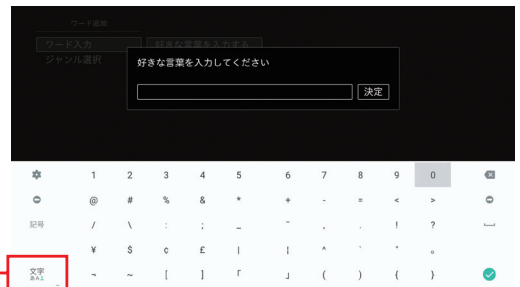 ワード追加
ワード入力 好きな言葉を入力する
ジャンル選択
好きな言葉を入力してください
決定
1 2 3 4 5 6 7 8 9 0
@ # % & * + - = < >
記号 / \ : ; _ ¨ , . ! ?
¥ $ ¢ £ | ¦ ^ ` ° 。
文字 ¬ ~ [ ] 「 」 ( ) { }
あA1